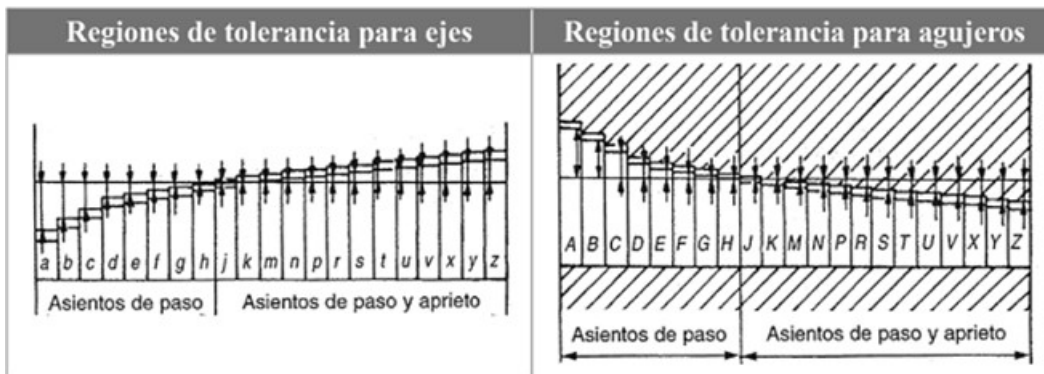 Regiones de tolerancia para ejes
Regiones de tolerancia para agujeros
a b c d e f g h j k m n p r s t u v x y z
Asientos de paso
Asientos de paso y aprieto
A B C D E F G H J K M N P R S T U V X Y Z
Asientos de paso
Asientos de paso y aprieto